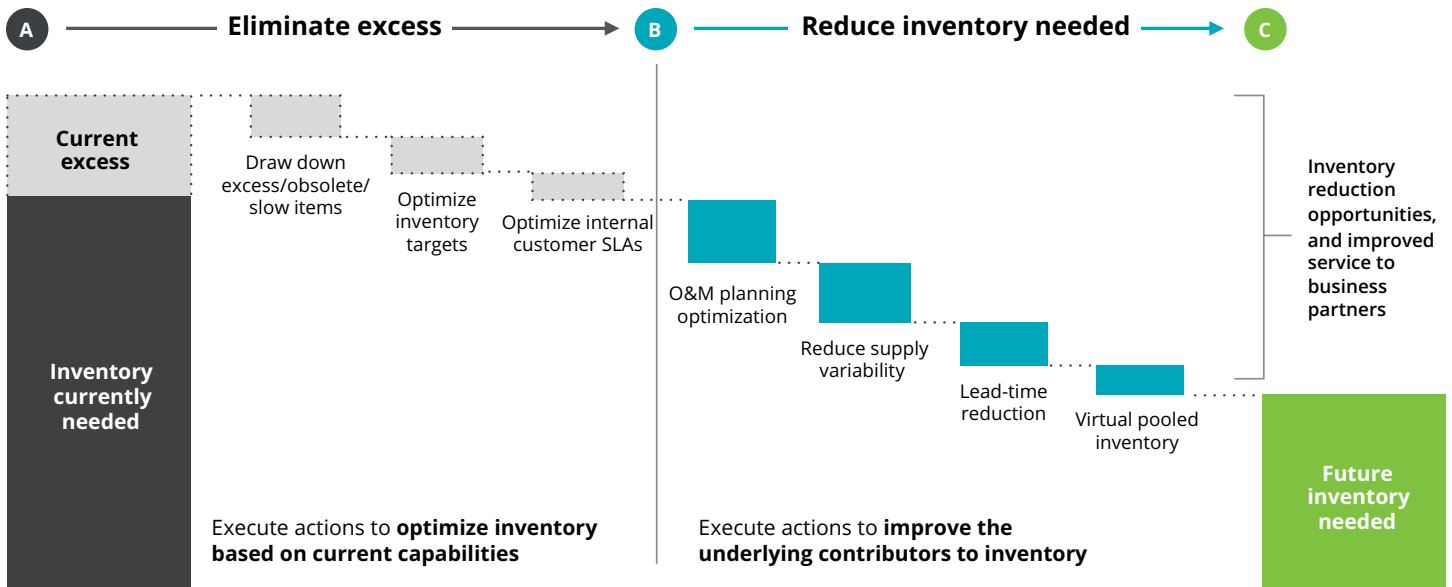 A
Eliminate excess
B
Reduce inventory needed
C
Current
excess
Inventory
currently
needed
Draw down
excess/obsolete/
slow items
Optimize
inventory
targets
Optimize internal
customer SLAs
O&M planning
optimization
Reduce supply
variability
Lead-time
reduction
Virtual pooled
inventory
Inventory
reduction
opportunities,
and improved
service to
business
partners
Future
inventory
needed
Execute actions to optimize inventory
based on current capabilities
Execute actions to improve the
underlying contributors to inventory